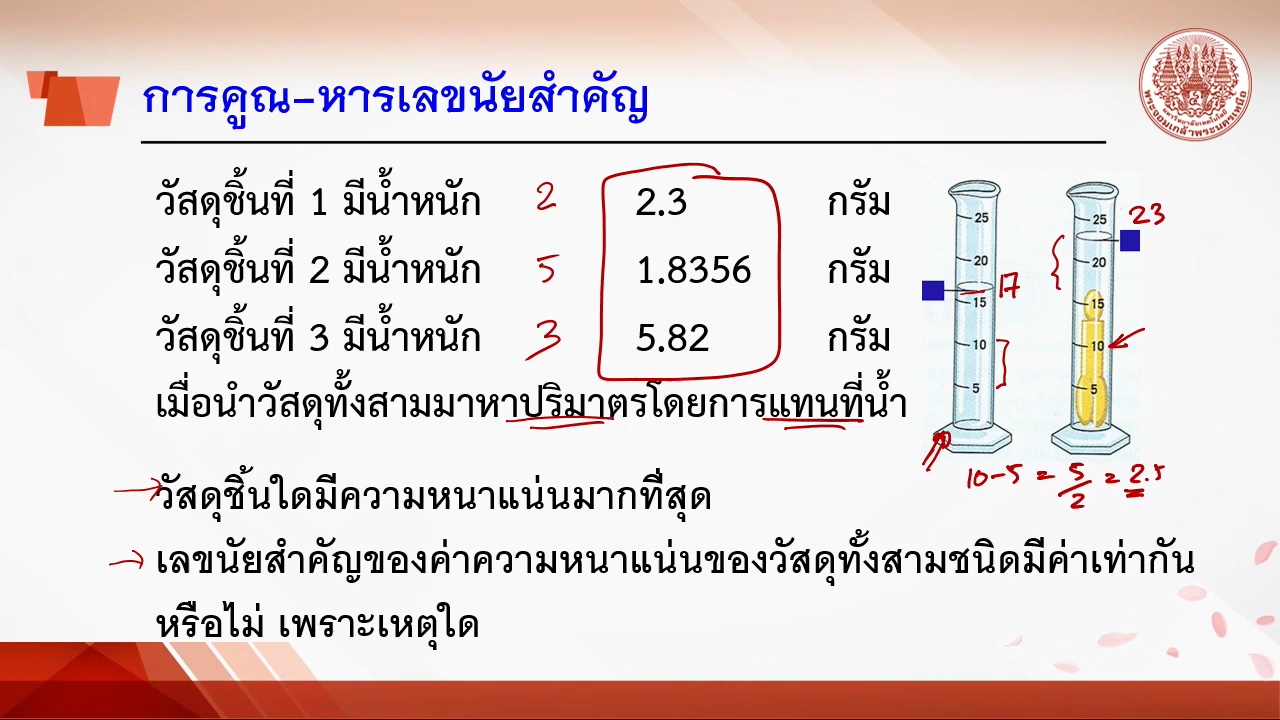 การคูณ-หารเลขนัยสำคัญ
วัสดุชิ้นที่ 1 มีน้ำหนัก 2 2.3 กรัม
วัสดุชิ้นที่ 2 มีน้ำหนัก 5 1.8356 กรัม
วัสดุชิ้นที่ 3 มีน้ำหนัก 3 5.82 กรัม
เมื่อนำวัสดุทั้งสามมาหาปริมาตรโดยการแทนที่น้ำ
25
20
17
15
10
5
23
25
20
15
10
5
10-5 = 5/2 = 2.5
วัสดุชิ้นใดมีความหนาแน่นมากที่สุด
เลขนัยสำคัญของค่าความหนาแน่นของวัสดุทั้งสามชนิดมีค่าเท่ากัน
หรือไม่ เพราะเหตุใด